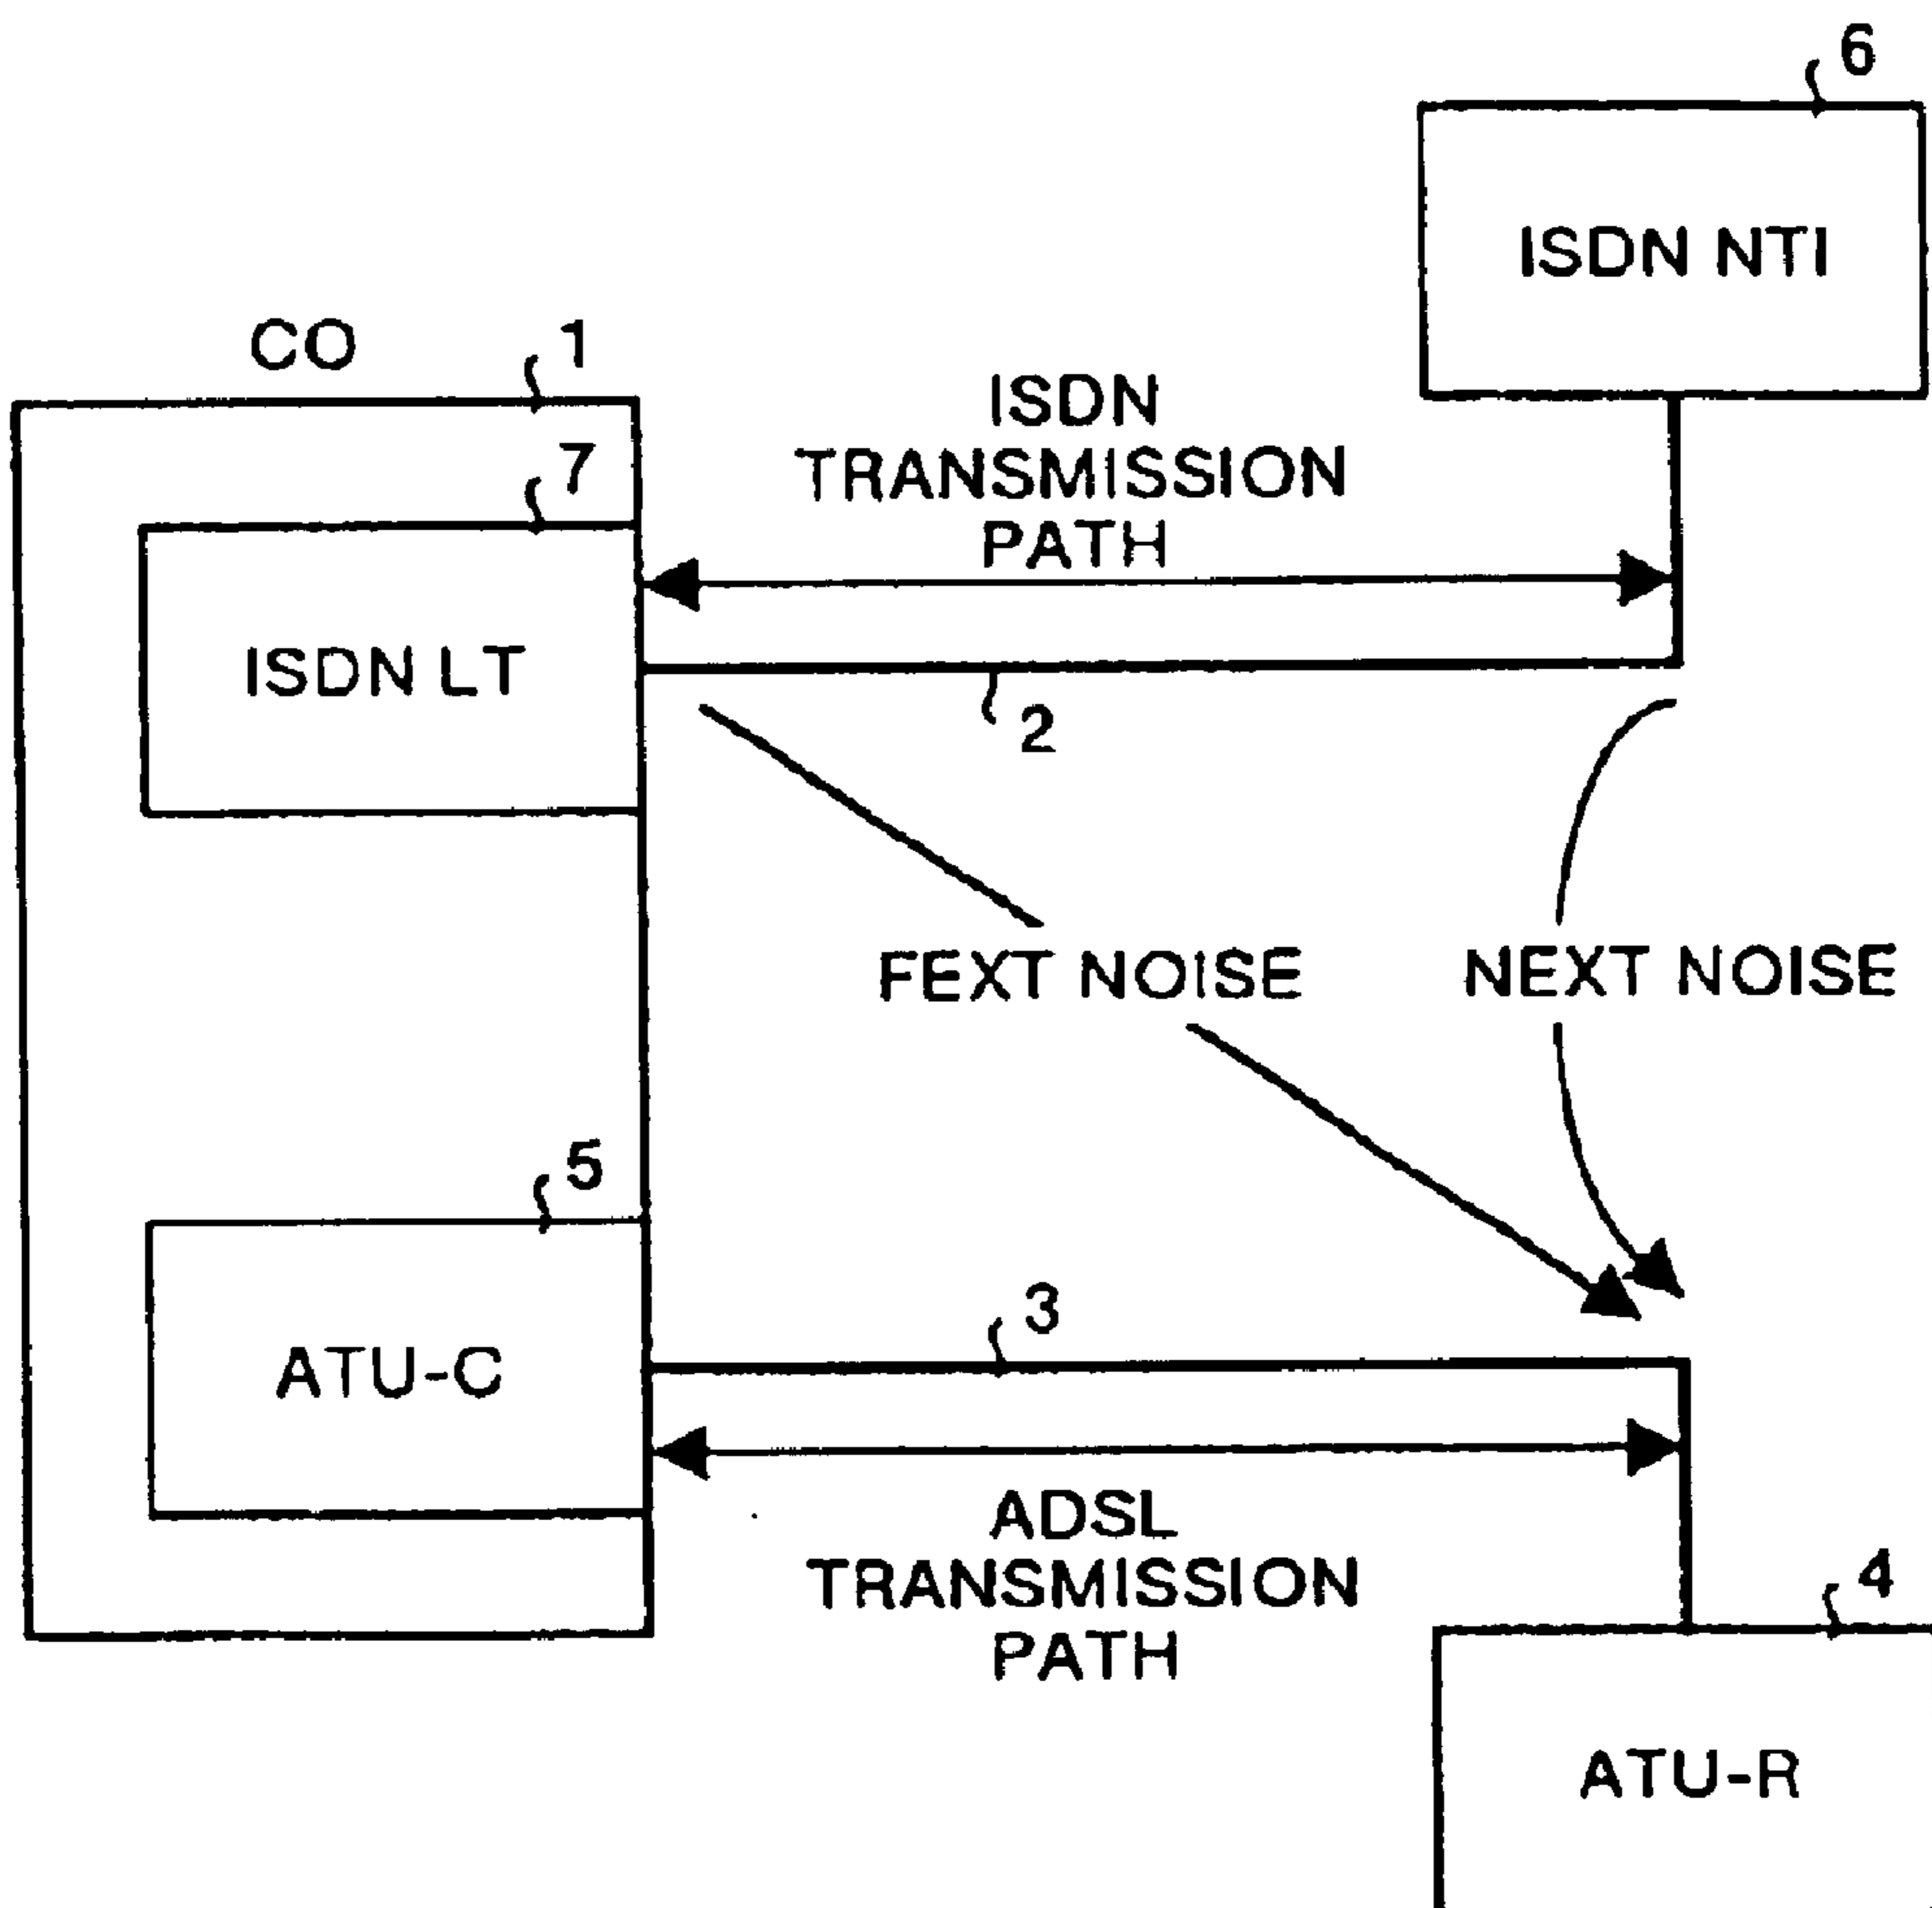 6
ISDN NTI
CO
1
ISDN
TRANSMISSION
PATH
7
ISDN LT
2
FEXT NOISE
NEXT NOISE
5
3
ATU-C
ADSL
TRANSMISSION
PATH
4
ATU-R